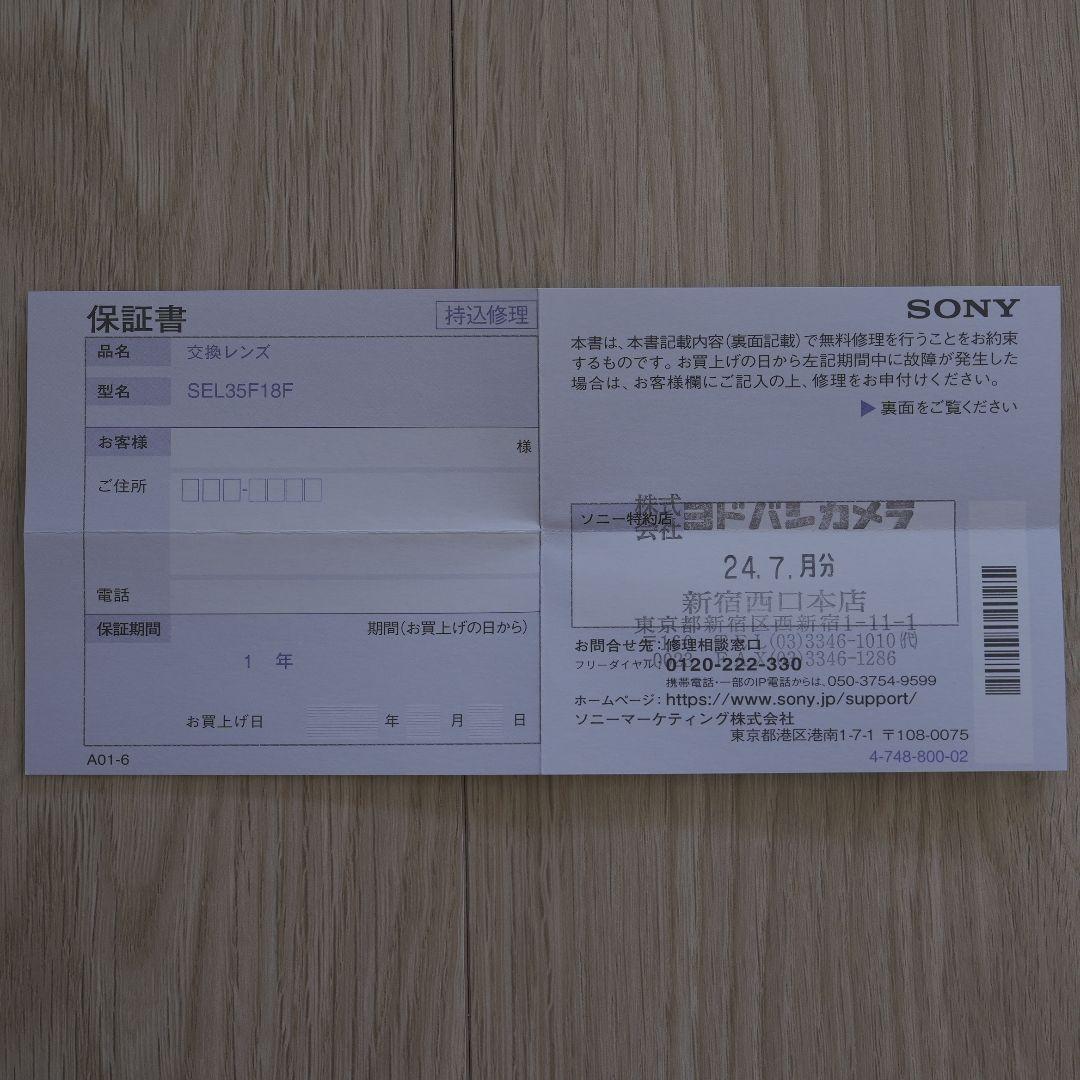 保証書
持込修理
品名 交換レンズ
型名 SEL35F18F
お客様 様
ご住所
電話
保証期間 期間(お買上げの日から)
1 年
お買上げ日 年 月 日
A01-6
SONY
本書は、本書記載内容(裏面記載)で無料修理を行うことをお約束
するものです。お買上げの日から左記期間中に故障が発生した
場合は、お客様欄にご記入の上、修理をお申付けください。
▶裏面をご覧ください
ソニー特約店
株式会社ヨドバシカメラ
24.7.月分
新宿西口本店
東京都新宿区西新宿1-11-1
TEL(03)3346-1010代
FAX(03)3346-1286
お問合せ先:修理相談窓口
フリーダイヤル:0120-222-330
携帯電話・一部のIP電話からは、050-3754-9599
ホームページ:https://www.sony.jp/support/
ソニーマーケティング株式会社
東京都港区港南1-7-1 〒108-0075
4-748-800-02